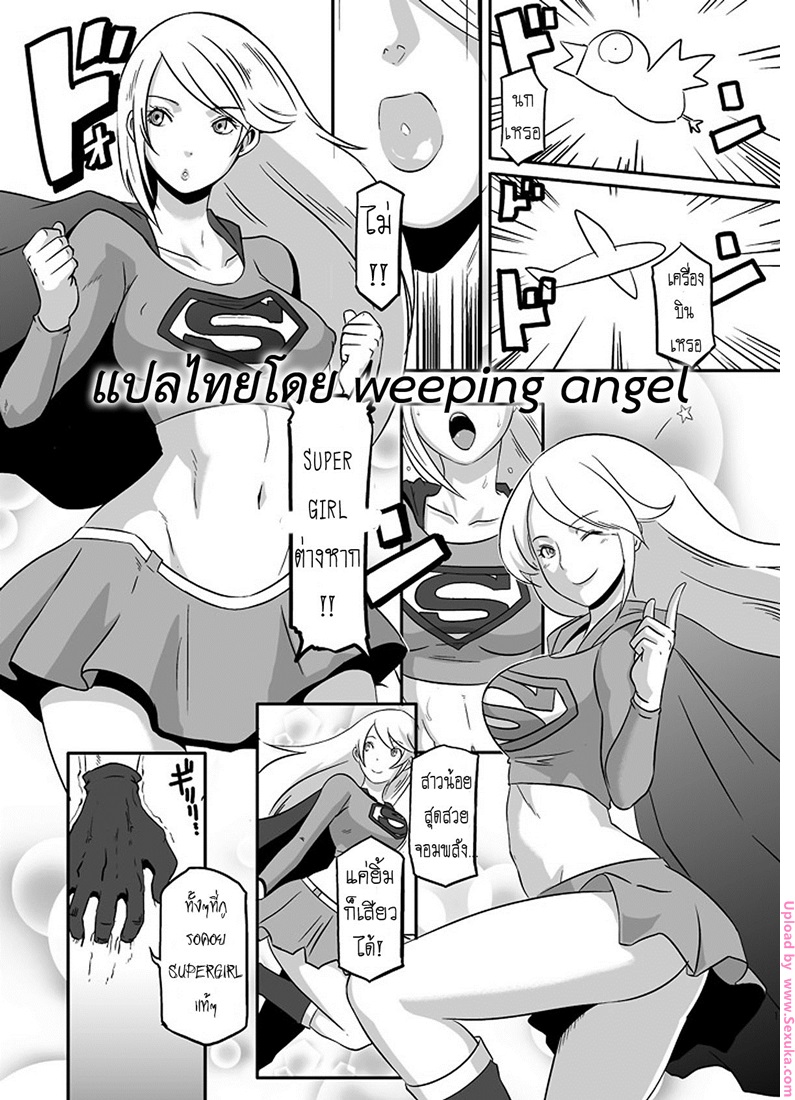 ド
ド
ン
นก
เหรอ
ド
ド
ン
เครื่อง
บิน
เหรอ
ド
ォ
ン
ไม่
!!
S
แปลไทยโดย weeping angel
SUPER
GIRL
ต่างหาก
!!
S
S
สาวน้อย
สุดสวย
จอมพลัง...
แค่ยิ้ม
ก็เสียว
ได้!
ギリ...
ทั้งๆที่กู
รอคอย
SUPERGIRL
แท้ๆ
Upload by www.Sexuka.com